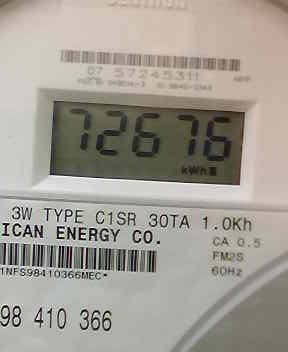 07 57245311
72676
kWh
3W TYPE C1SR 30TA 1.0Kh
ICAN ENERGY CO.
CA 0.5
FM2S
60Hz
1NFS98410366MEC*
98 410 366